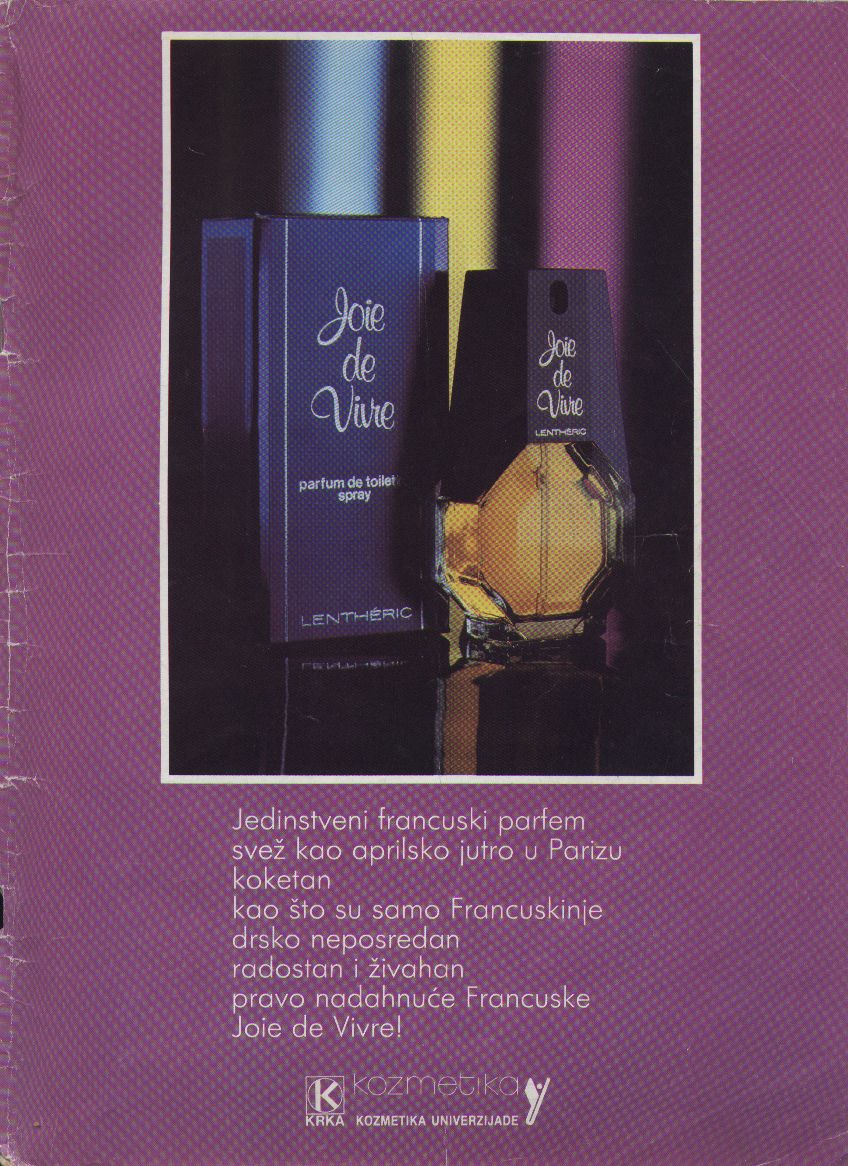 Joie
de
Vivre
parfum de toilet
spray
LENTHÉRIC
Joie
de
Vivre
LENTHÉRIC
Jedinstveni francuski parfem
svež kao aprilsko jutro u Parizu
koketan
kao što su samo Francuskinje
drsko neposredan
radostan i živahan
pravo nadahnuće Francuske
Joie de Vivre!
K kozmetika
KRKA KOZMETIKA UNIVERZIJADE